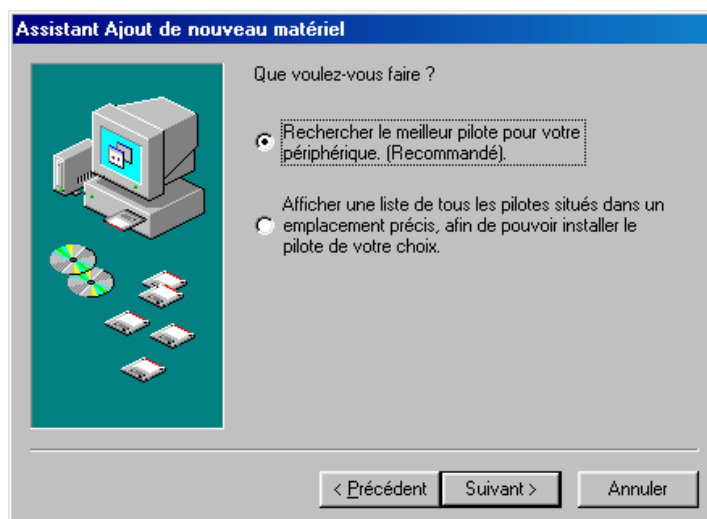 Assistant Ajout de nouveau matériel
Que voulez-vous faire ?
Rechercher le meilleur pilote pour votre
périphérique. (Recommandé).
Afficher une liste de tous les pilotes situés dans un
emplacement précis, afin de pouvoir installer le
pilote de votre choix.
< Précédent
Suivant >
Annuler